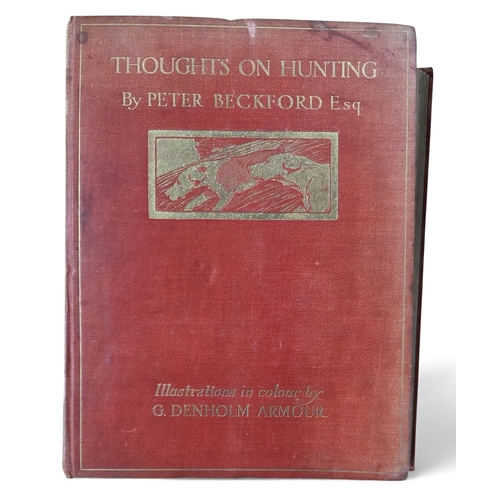 THOUGHTS ON HUNTING
By PETER BECKFORD Esq.
Illustrations in colour by
G. DENHOLM ARMOUR